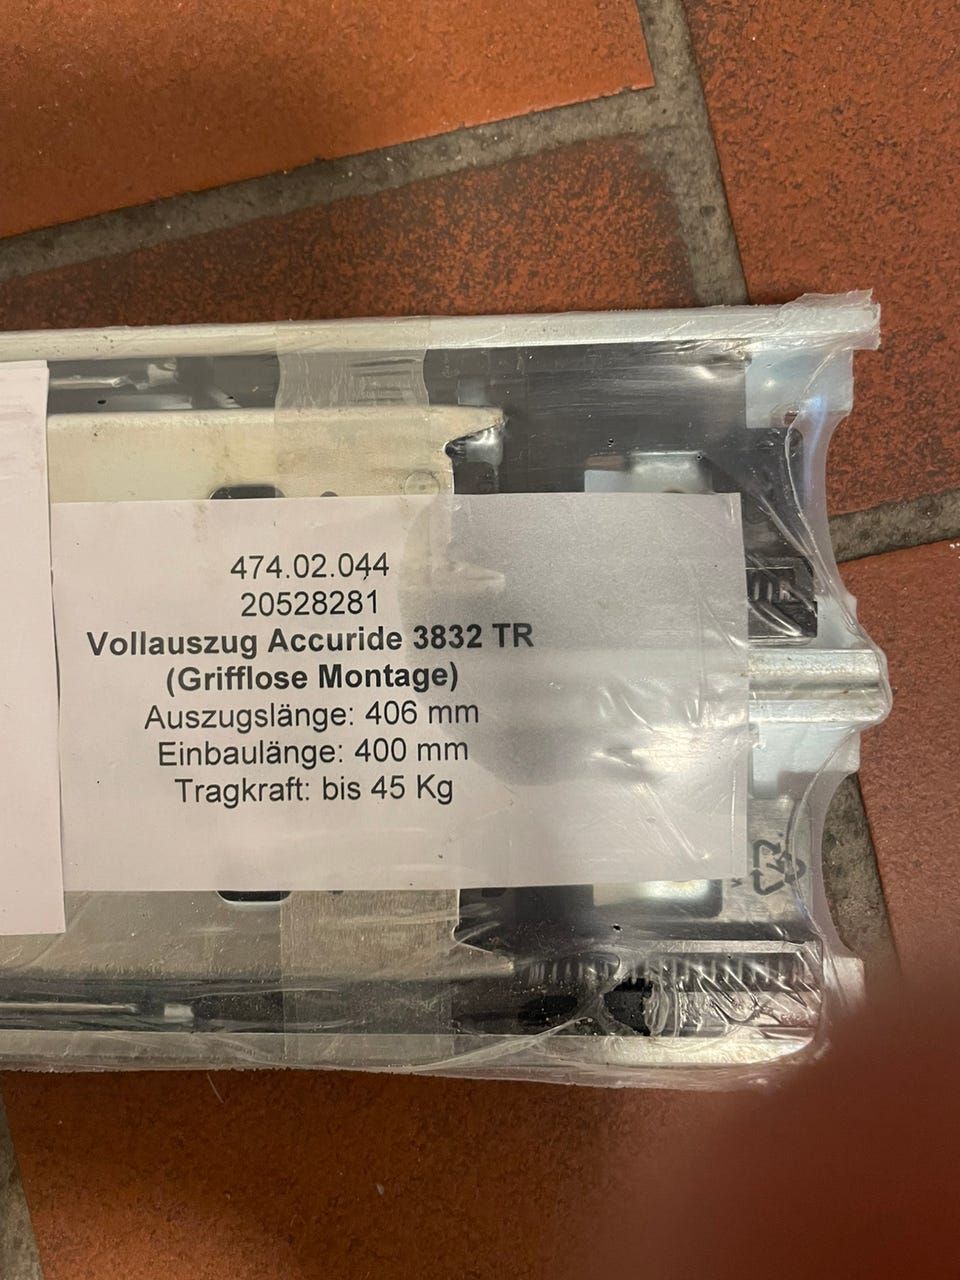 474.02.044
20528281
Vollauszug Accuride 3832 TR
(Grifflose Montage)
Auszugslänge: 406 mm
Einbaulänge: 400 mm
Tragkraft: bis 45 Kg